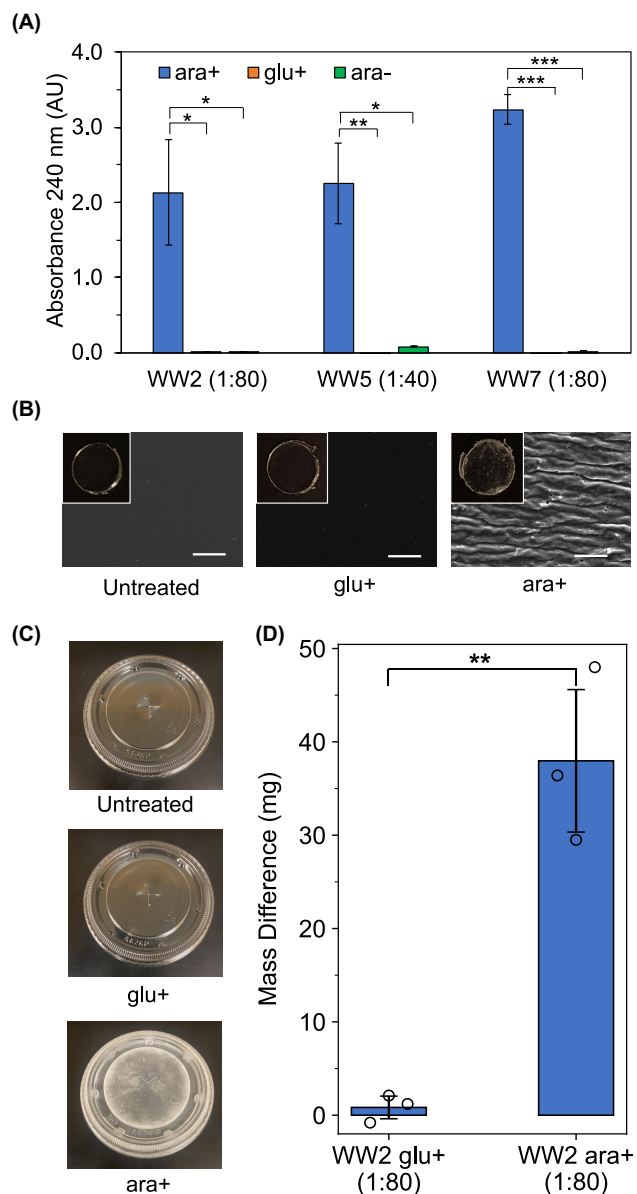 (A)
ara+ glu+ ara-
Absorbance 240 nm (AU)
4.0
3.0
2.0
1.0
0.0
* *
** *
*** ***
WW2 (1:80) WW5 (1:40) WW7 (1:80)
(B)
Untreated glu+ ara+
(C)
Untreated
4626P
glu+
ara+
(D)
Mass Difference (mg)
50
40
30
20
10
0
**
WW2 glu+ WW2 ara+
(1:80) (1:80)